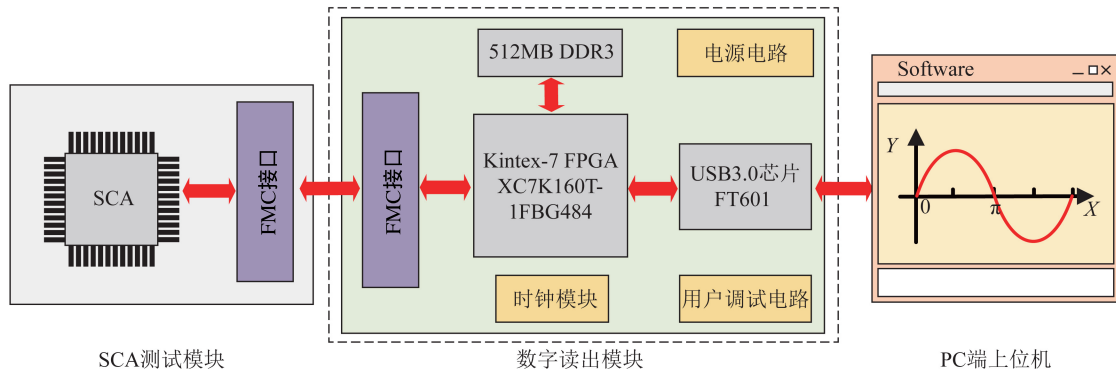 SCA
FMC接口
SCA测试模块
512MB DDR3
电源电路
FMC接口
Kintex-7 FPGA
XC7K160T-
1FBG484
USB3.0芯片
FT601
时钟模块
用户调试电路
数字读出模块
Software
Y
0
π
X
PC端上位机